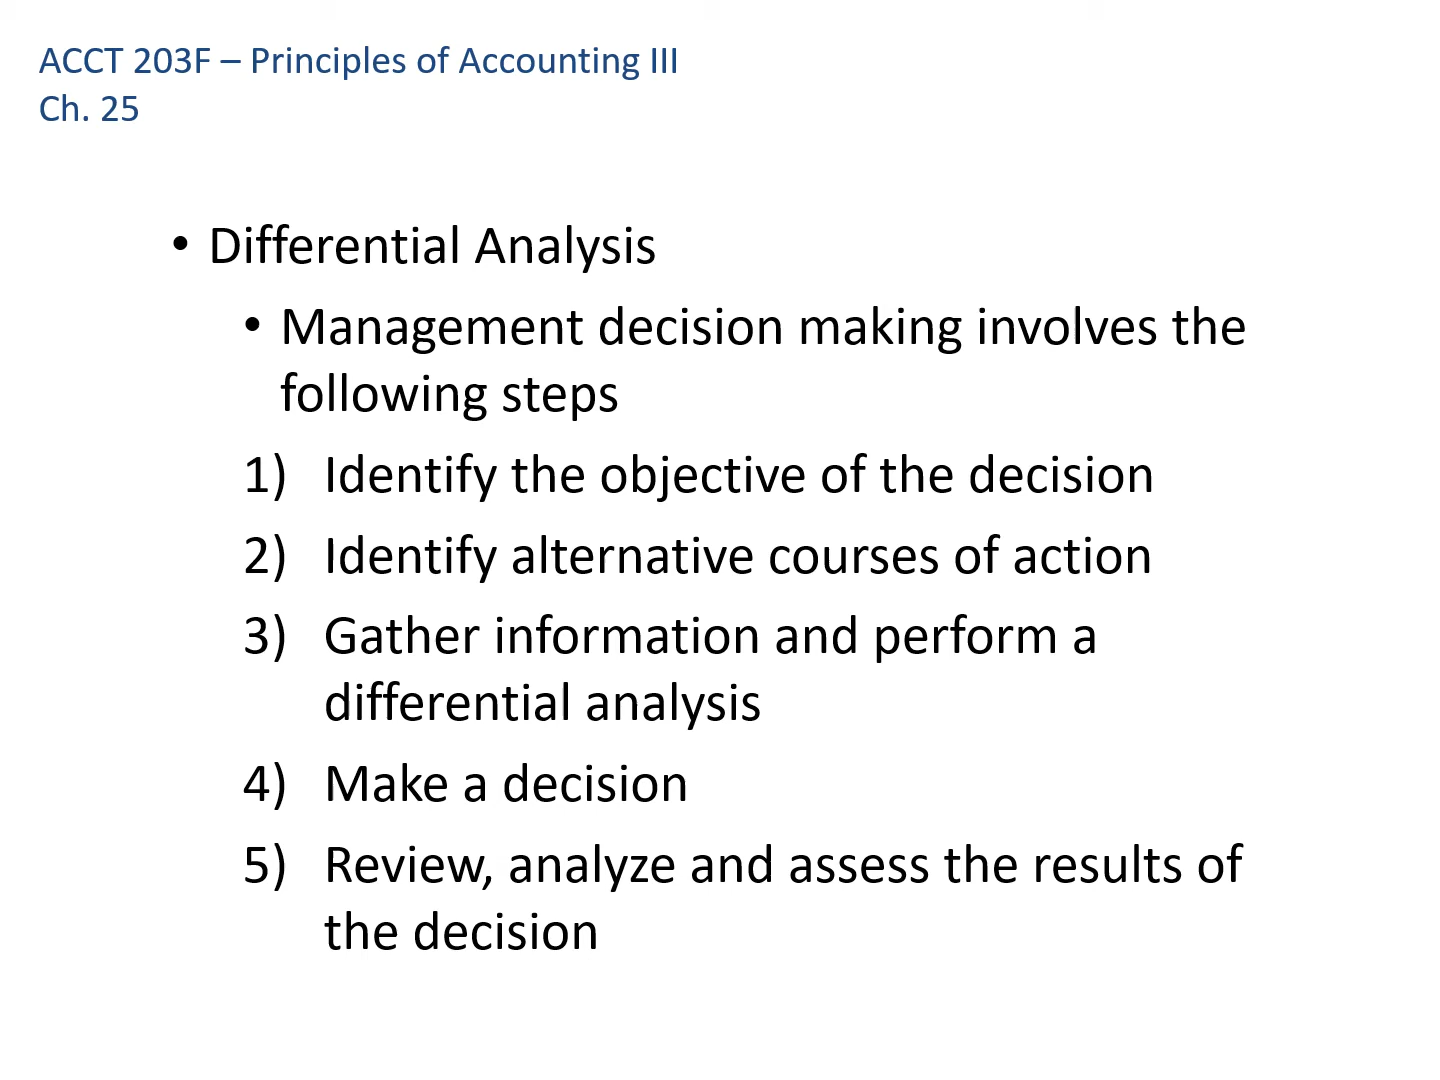 ACCT 203F – Principles of Accounting III
Ch. 25
• Differential Analysis
• Management decision making involves the
following steps
1) Identify the objective of the decision
2) Identify alternative courses of action
3) Gather information and perform a
differential analysis
4) Make a decision
5) Review, analyze and assess the results of
the decision